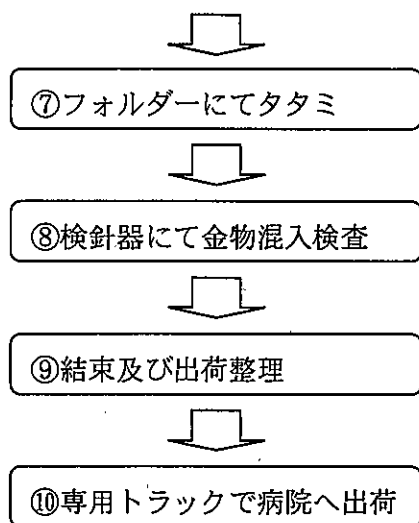 ⑦フォルダーにてタタミ
⑧検針器にて金物混入検査
⑨結束及び出荷整理
⑩専用トラックで病院へ出荷